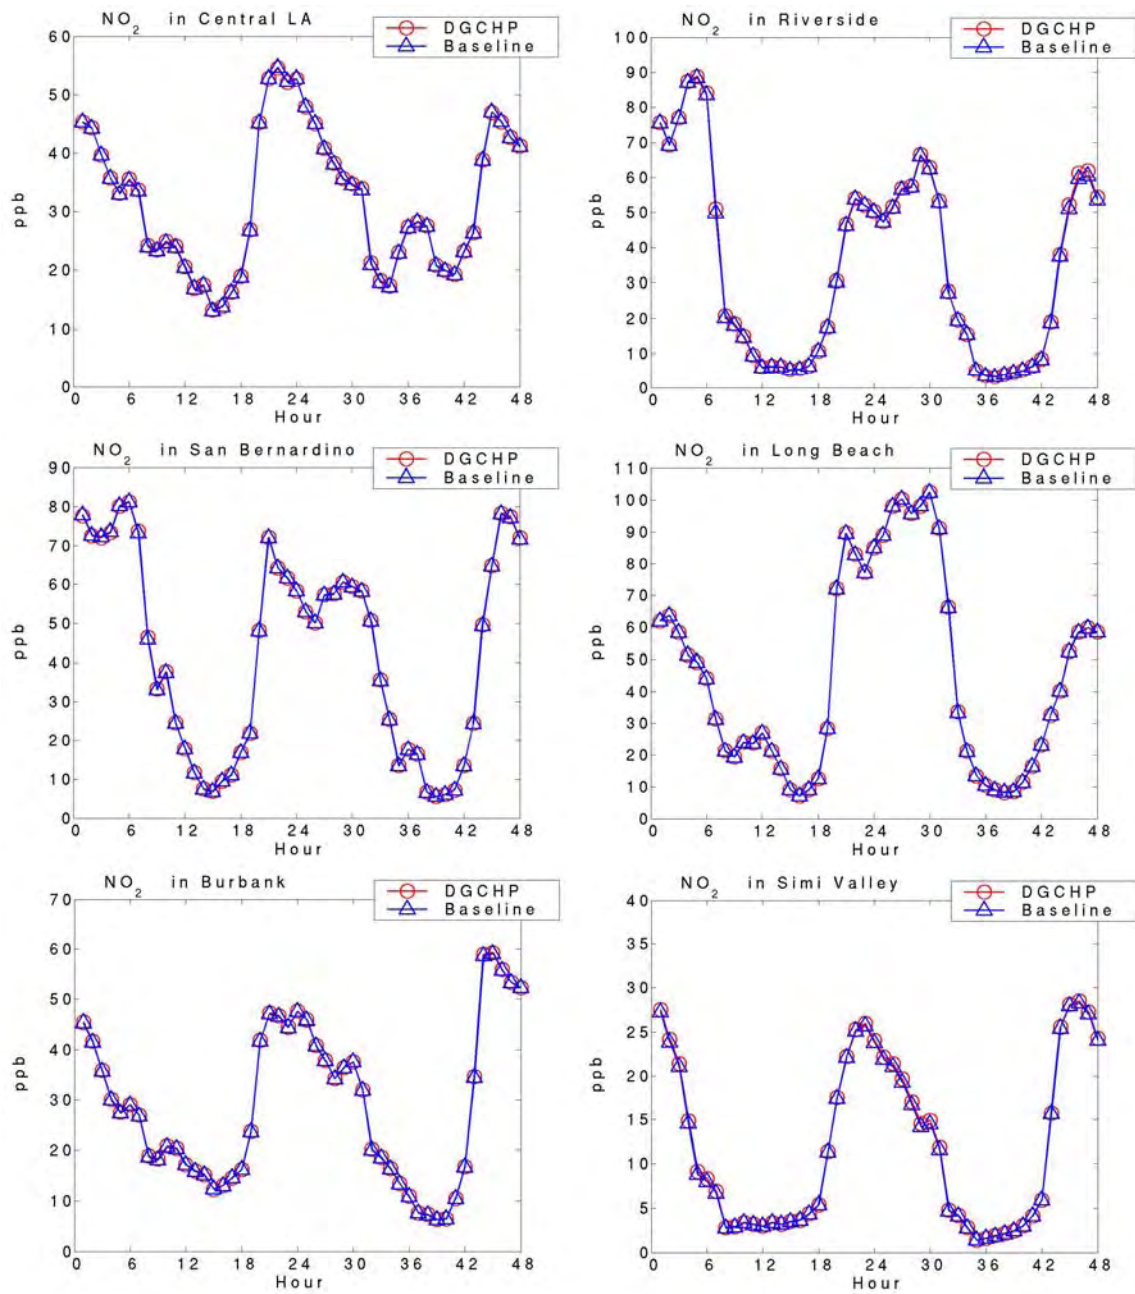 NO2 in Central LA
DGCHP
Baseline
60
50
40
30
20
10
0
ppb
0 6 12 18 24 30 36 42 48
Hour
NO2 in Riverside
DGCHP
Baseline
100
90
80
70
60
50
40
30
20
10
0
ppb
0 6 12 18 24 30 36 42 48
Hour
NO2 in San Bernardino
DGCHP
Baseline
90
80
70
60
50
40
30
20
10
0
ppb
0 6 12 18 24 30 36 42 48
Hour
NO2 in Long Beach
DGCHP
Baseline
110
100
90
80
70
60
50
40
30
20
10
0
ppb
0 6 12 18 24 30 36 42 48
Hour
NO2 in Burbank
DGCHP
Baseline
70
60
50
40
30
20
10
0
ppb
0 6 12 18 24 30 36 42 48
Hour
NO2 in Simi Valley
DGCHP
Baseline
40
35
30
25
20
15
10
5
0
ppb
0 6 12 18 24 30 36 42 48
Hour